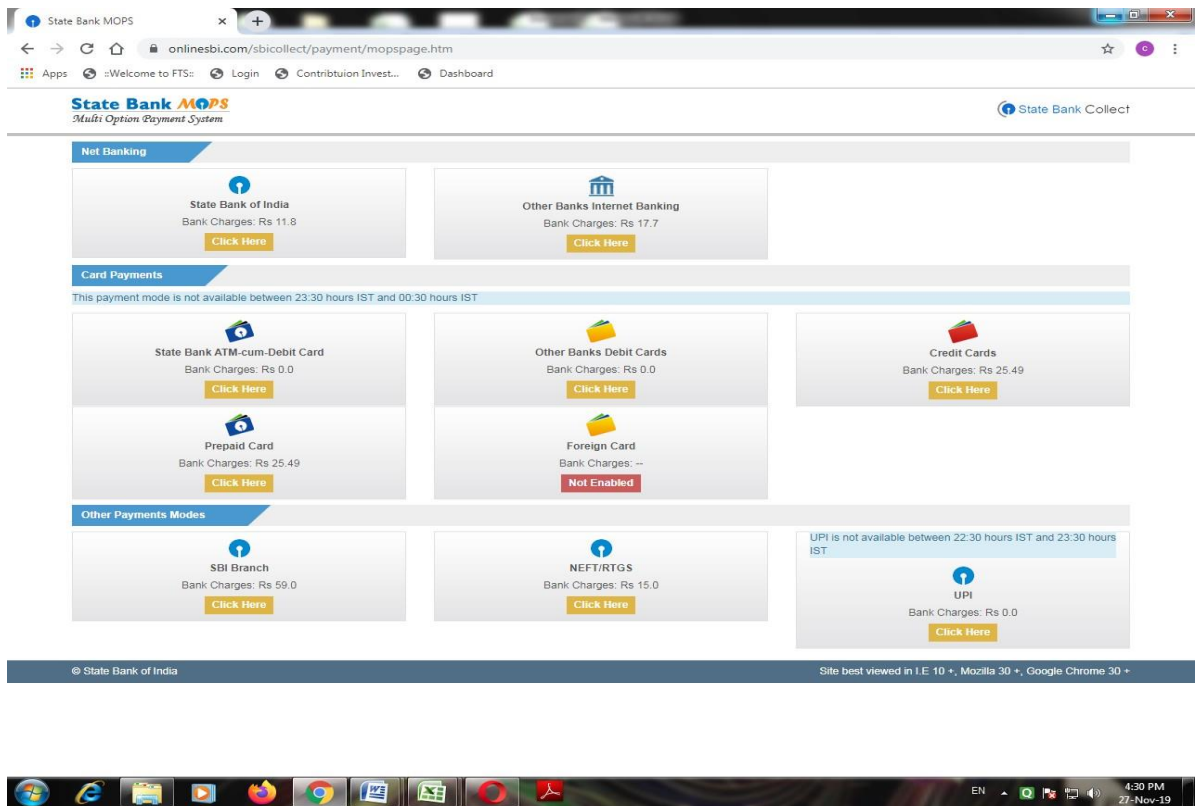 State Bank MOPS
onlinesbi.com/sbicollect/payment/mopspage.htm
Apps ::Welcome to FTS:: Login Contribtuion Invest... Dashboard
State Bank MOPS
Multi Option Payment System
State Bank Collect
Net Banking
State Bank of India
Bank Charges: Rs 11.8
Click Here
Other Banks Internet Banking
Bank Charges: Rs 17.7
Click Here
Card Payments
This payment mode is not available between 23:30 hours IST and 00:30 hours IST
State Bank ATM-cum-Debit Card
Bank Charges: Rs 0.0
Click Here
Other Banks Debit Cards
Bank Charges: Rs 0.0
Click Here
Credit Cards
Bank Charges: Rs 25.49
Click Here
Prepaid Card
Bank Charges: Rs 25.49
Click Here
Foreign Card
Bank Charges: --
Not Enabled
Other Payments Modes
SBI Branch
Bank Charges: Rs 59.0
Click Here
NEFT/RTGS
Bank Charges: Rs 15.0
Click Here
UPI is not available between 22:30 hours IST and 23:30 hours
IST
UPI
Bank Charges: Rs 0.0
Click Here
© State Bank of India
Site best viewed in I.E 10 +, Mozilla 30 +, Google Chrome 30 +
EN
4:30 PM
27-Nov-19